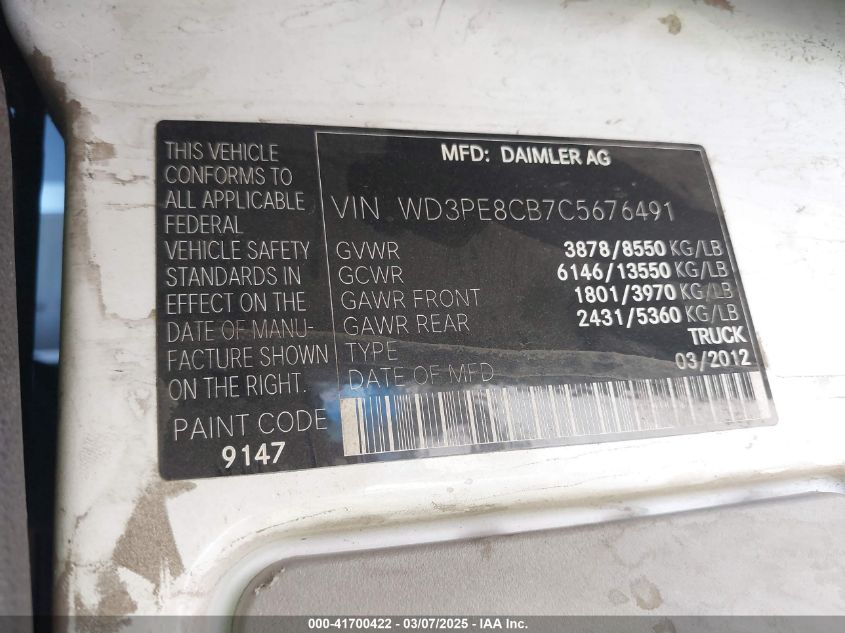 THIS VEHICLE
CONFORMS TO
ALL APPLICABLE
FEDERAL
VEHICLE SAFETY
STANDARDS IN
EFFECT ON THE
DATE OF MANU-
FACTURE SHOWN
ON THE RIGHT.
PAINT CODE
9147
MFD: DAIMLER AG
VIN WD3PE8CB7C5676491
GVWR 3878/8550 KG/LB
GCWR 6146/13550 KG/LB
GAWR FRONT 1801/3970 KG/LB
GAWR REAR 2431/5360 KG/LB
TYPE TRUCK
DATE OF MFD 03/2012
000-41700422 - 03/07/2025 - IAA Inc.